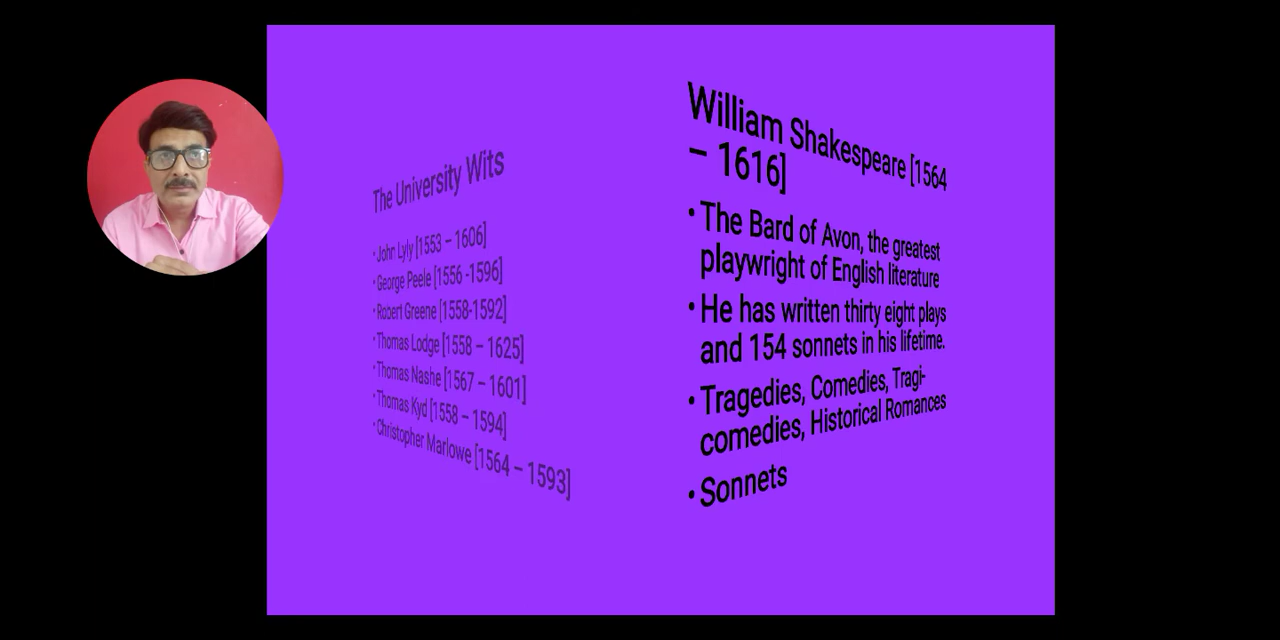 The University Wits
• John Lyly [1553 – 1606]
• George Peele [1556 -1596]
• Robert Greene [1558-1592]
• Thomas Lodge [1558 – 1625]
• Thomas Nashe [1567 – 1601]
• Thomas Kyd [1558 – 1594]
• Christopher Marlowe [1564 – 1593]
William Shakespeare [1564
– 1616]
• The Bard of Avon, the greatest
playwright of English literature
• He has written thirty eight plays
and 154 sonnets in his lifetime.
• Tragedies, Comedies, Tragi-
comedies, Historical Romances
• Sonnets